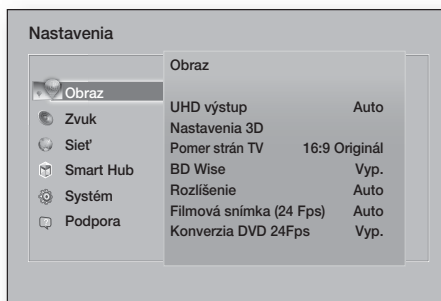 Nastavenia
Obraz
Zvuk
Sieť
Smart Hub
Systém
Podpora
Obraz
UHD výstup Auto
Nastavenia 3D
Pomer strán TV 16:9 Originál
BD Wise Vyp.
Rozlíšenie Auto
Filmová snímka (24 Fps) Auto
Konverzia DVD 24Fps Vyp.